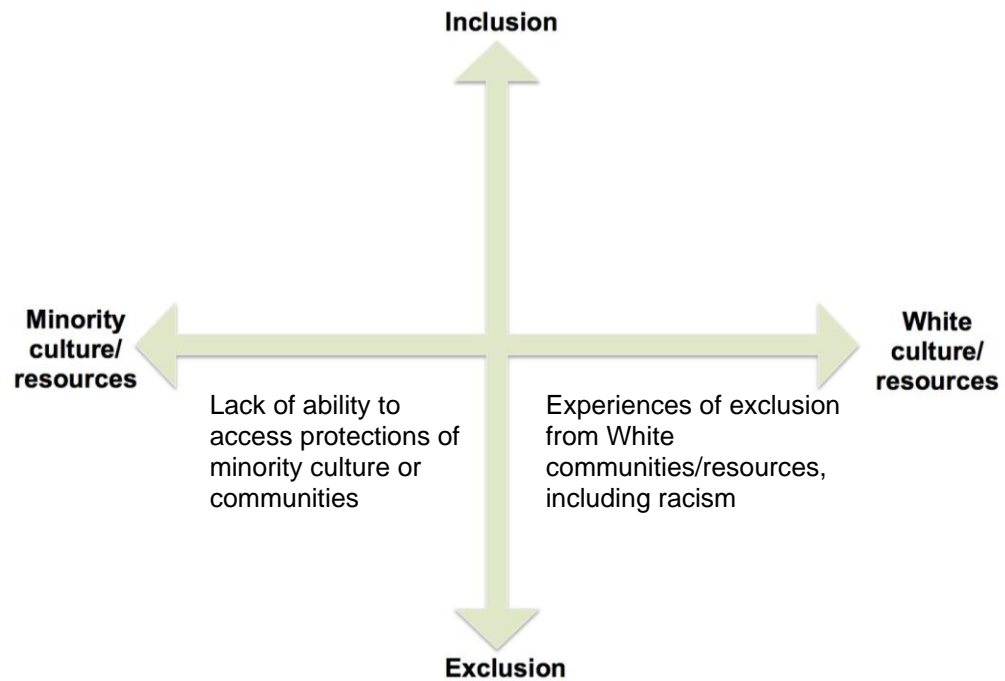 Inclusion
Minority
culture/
resources
White
culture/
resources
Lack of ability to
access protections of
minority culture or
communities
Experiences of exclusion
from White
communities/resources,
including racism
Exclusion